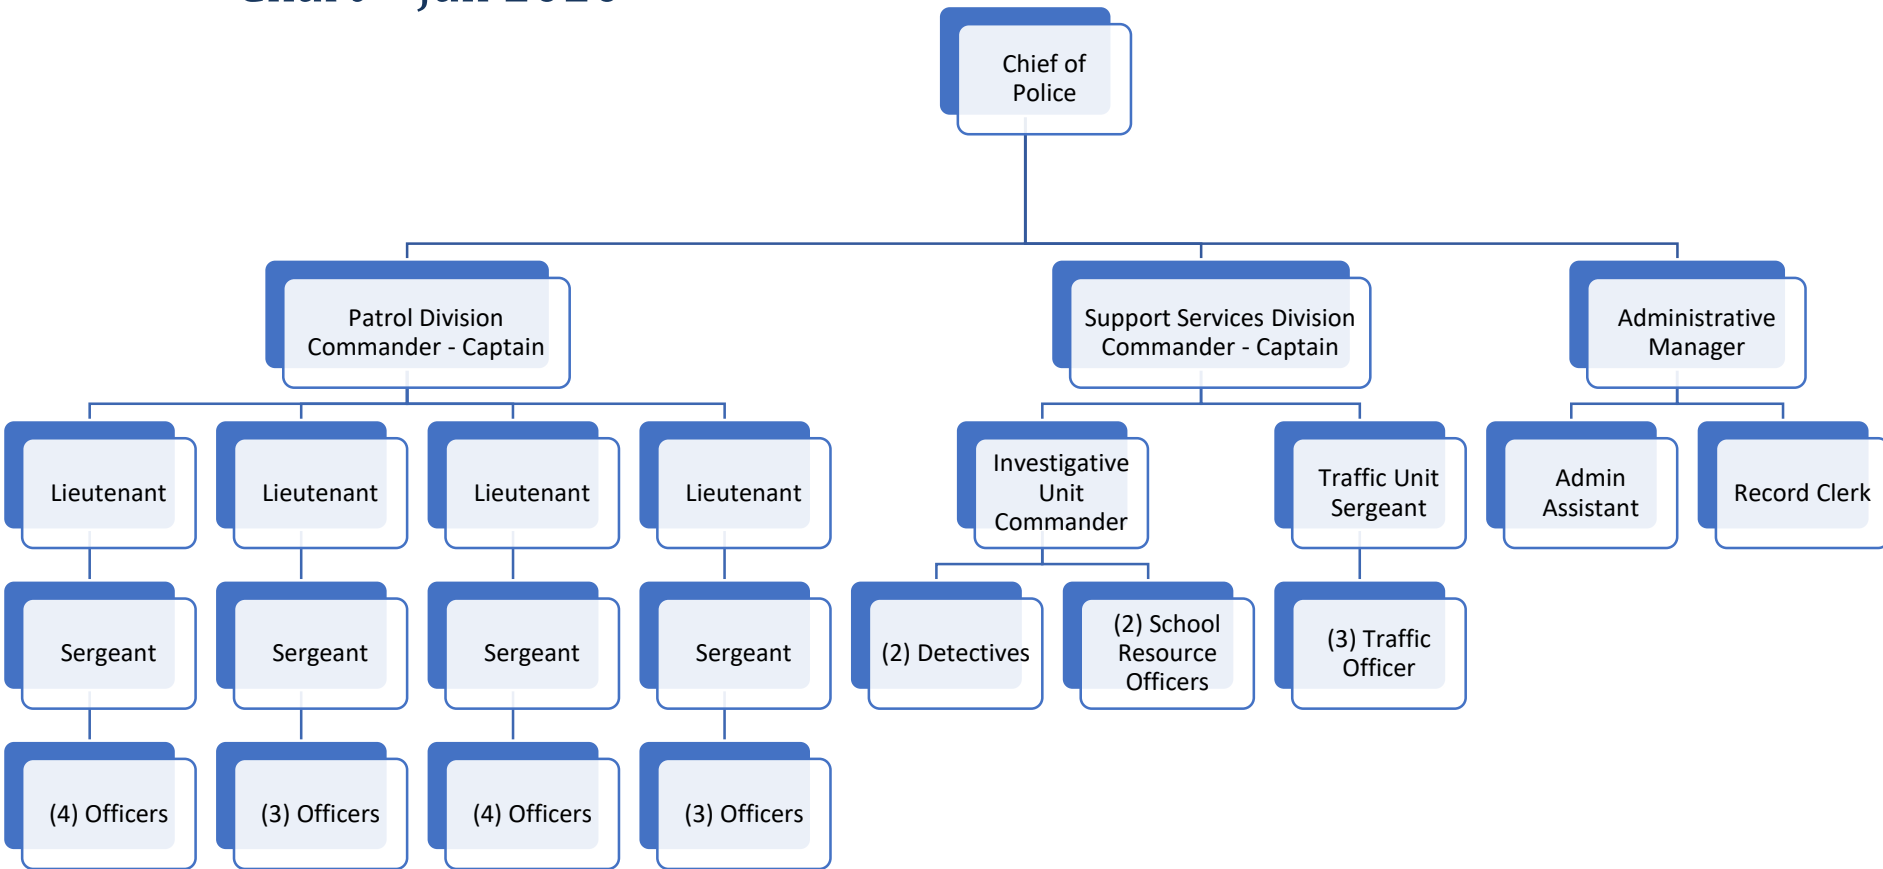 Chief of
Police
Patrol Division
Commander - Captain
Support Services Division
Commander - Captain
Administrative
Manager
Lieutenant
Lieutenant
Lieutenant
Lieutenant
Investigative
Unit
Commander
Traffic Unit
Sergeant
Admin
Assistant
Record Clerk
Sergeant
Sergeant
Sergeant
Sergeant
(2) Detectives
(2) School
Resource
Officers
(3) Traffic
Officer
(4) Officers
(3) Officers
(4) Officers
(3) Officers